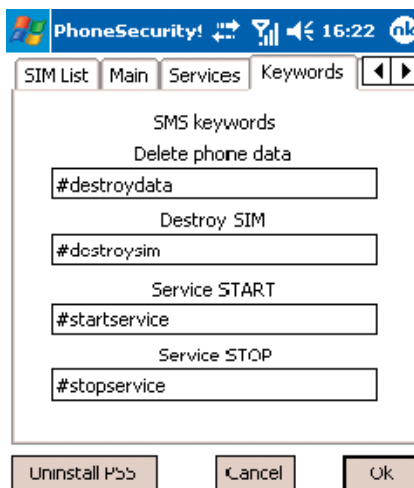 PhoneSecurity! 16:22 ok
SIM List Main Services Keywords
SMS keywords
Delete phone data
#destroydata
Destroy SIM
#destroysim
Service START
#startservice
Service STOP
#stopservice
Uninstall PSS Cancel Ok